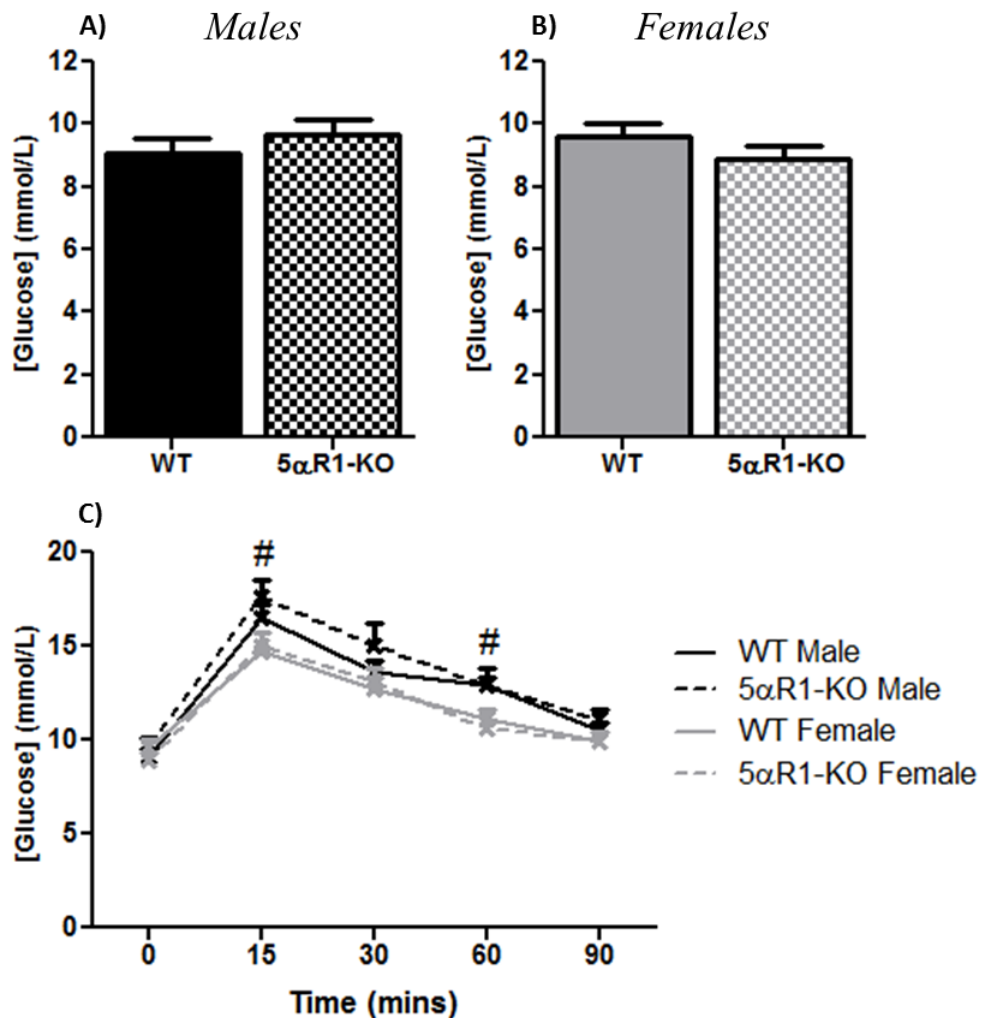 A) Males
[Glucose] (mmol/L)
12
10
8
6
4
2
0
WT 5αR1-KO
B) Females
[Glucose] (mmol/L)
12
10
8
6
4
2
0
WT 5αR1-KO
C)
[Glucose] (mmol/L)
20
15
10
5
0
# #
0 15 30 60 90
Time (mins)
WT Male
5αR1-KO Male
WT Female
5αR1-KO Female